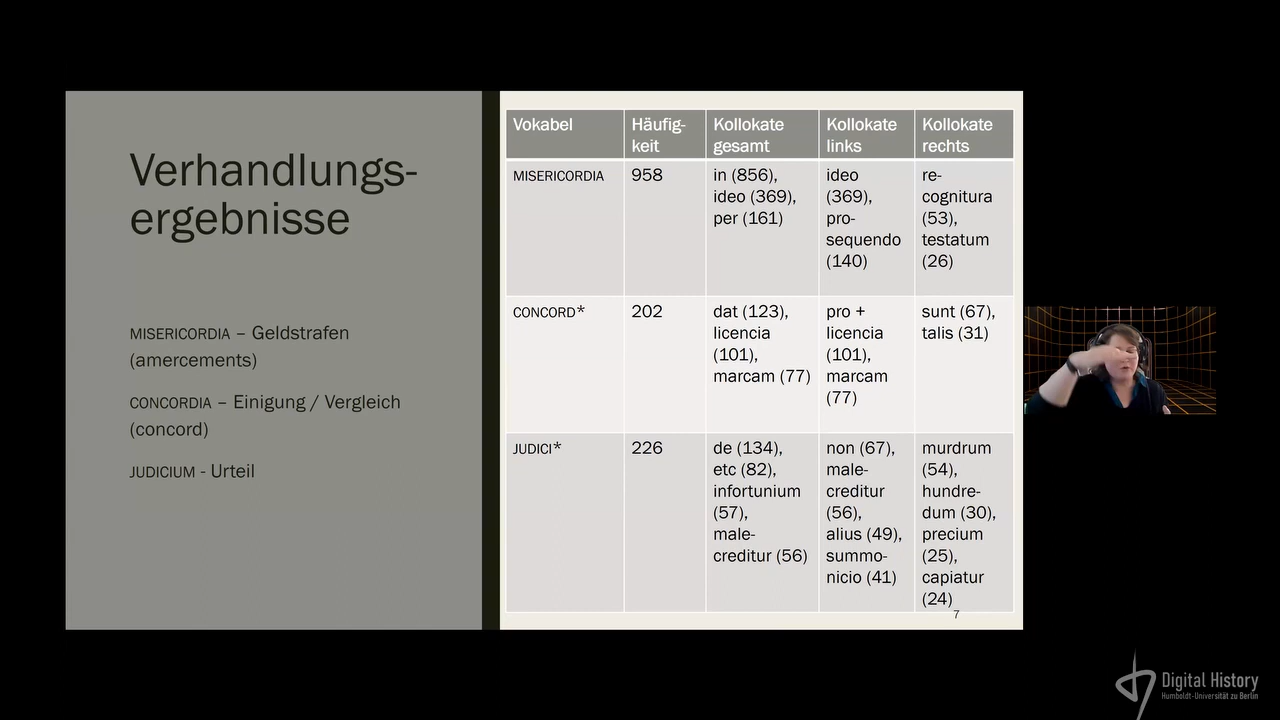 Verhandlungs-
ergebnisse
MISERICORDIA – Geldstrafen
(amercements)
CONCORDIA – Einigung / Vergleich
(concord)
JUDICIUM - Urteil
Vokabel
Häufig-
keit
Kollokate
gesamt
Kollokate
links
Kollokate
rechts
MISERICORDIA
958
in (856),
ideo (369),
per (161)
ideo
(369),
pro-
sequendo
(140)
re-
cognitura
(53),
testatum
(26)
CONCORD*
202
dat (123),
licencia
(101),
marcam (77)
pro +
licencia
(101),
marcam
(77)
sunt (67),
talis (31)
JUDICI*
226
de (134),
etc (82),
infortunium
(57),
male-
creditur (56)
non (67),
male-
creditur
(56),
alius (49),
summo-
nicio (41)
murdrum
(54),
hundre-
dum (30),
precium
(25),
capiatur
(24)
7
Digital History
Humboldt-Universität zu Berlin